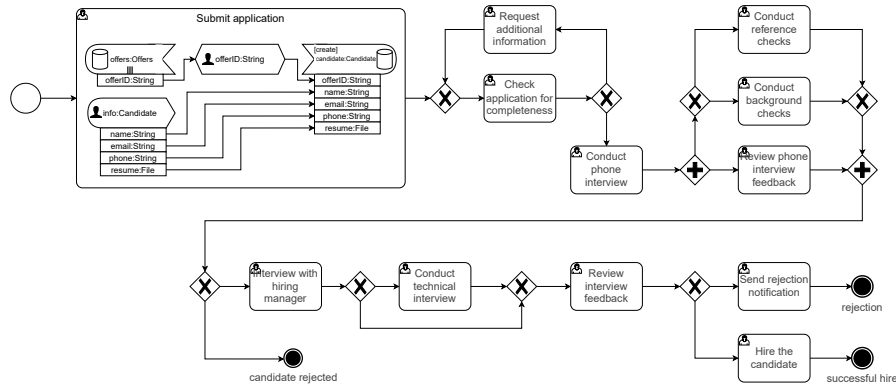 Submit application
offers:Offers
offerID:String
offerID:String
[create]
candidate:Candidate
offerID:String
name:String
email:String
phone:String
resume:File
info:Candidate
name:String
email:String
phone:String
resume:File
Request
additional
information
Check
application for
completeness
Conduct
phone
interview
Conduct
reference
checks
Conduct
background
checks
Review phone
interview
feedback
Interview with
hiring
manager
Conduct
technical
interview
Review
interview
feedback
Send rejection
notification
rejection
Hire the
candidate
successful hire
candidate rejected